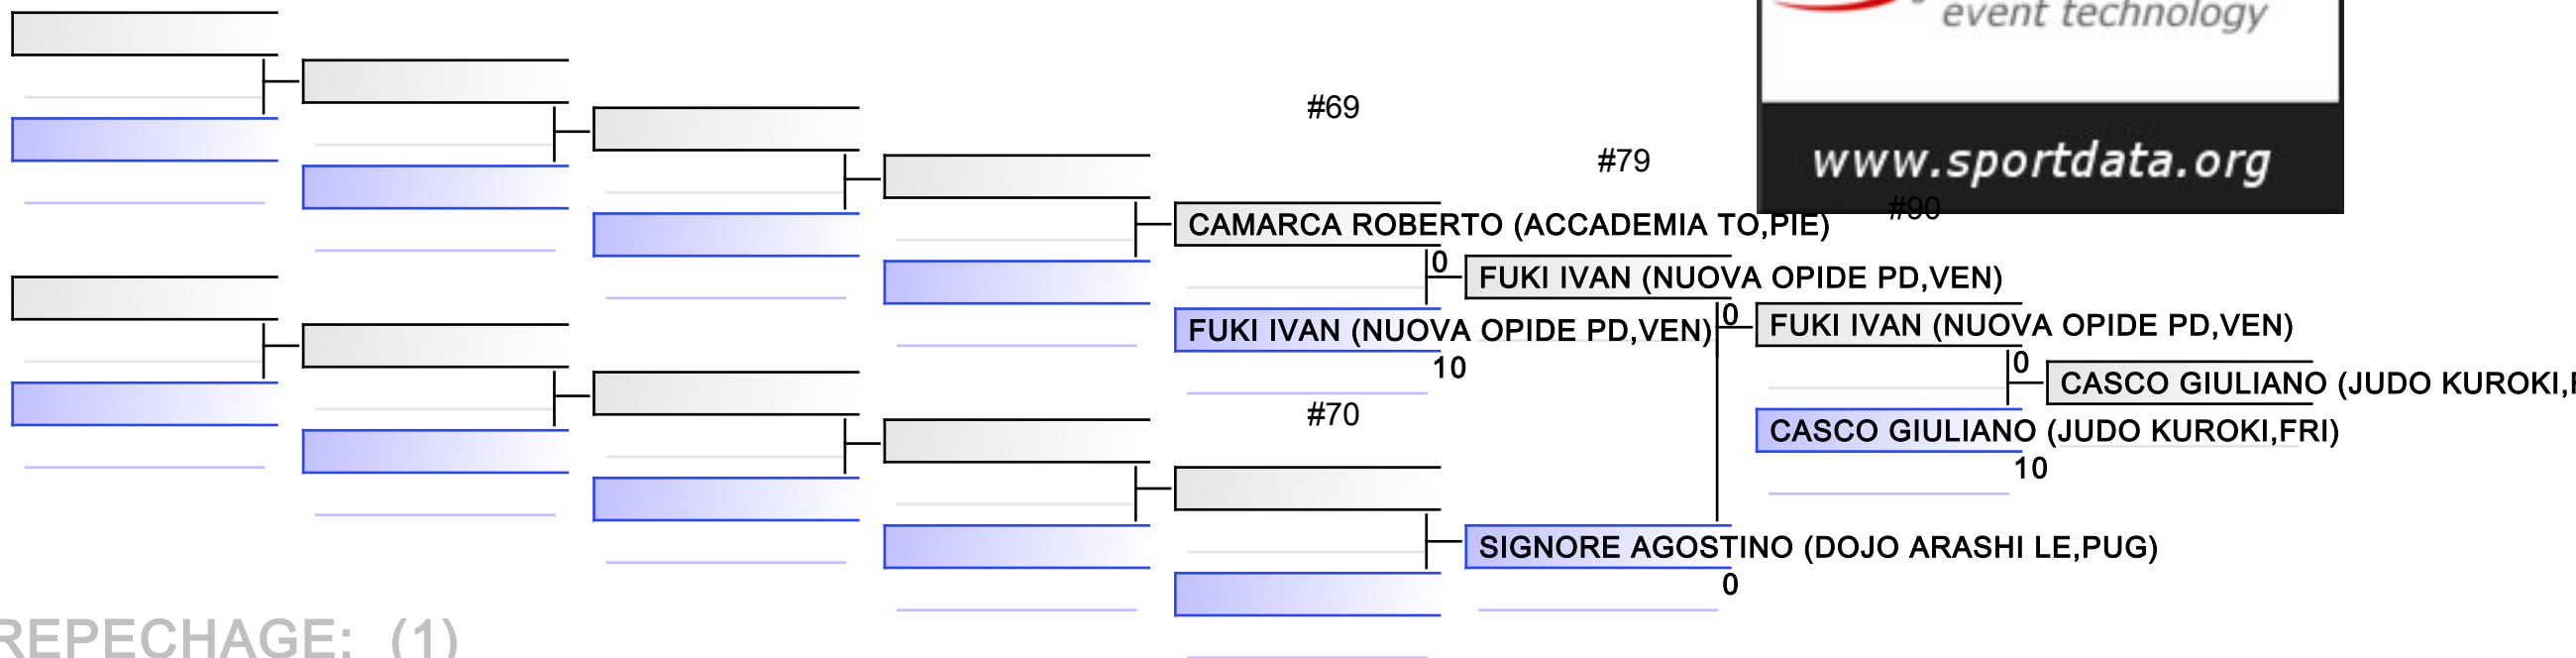 event technology
www.sportdata.org
#69
#79
#90
CAMARCA ROBERTO (ACCADEMIA TO,PIE)
0
FUKI IVAN (NUOVA OPIDE PD,VEN)
FUKI IVAN (NUOVA OPIDE PD,VEN)
10
0
FUKI IVAN (NUOVA OPIDE PD,VEN)
0
CASCO GIULIANO (JUDO KUROKI,F
CASCO GIULIANO (JUDO KUROKI,FRI)
10
#70
SIGNORE AGOSTINO (DOJO ARASHI LE,PUG)
0
REPECHAGE: (1)